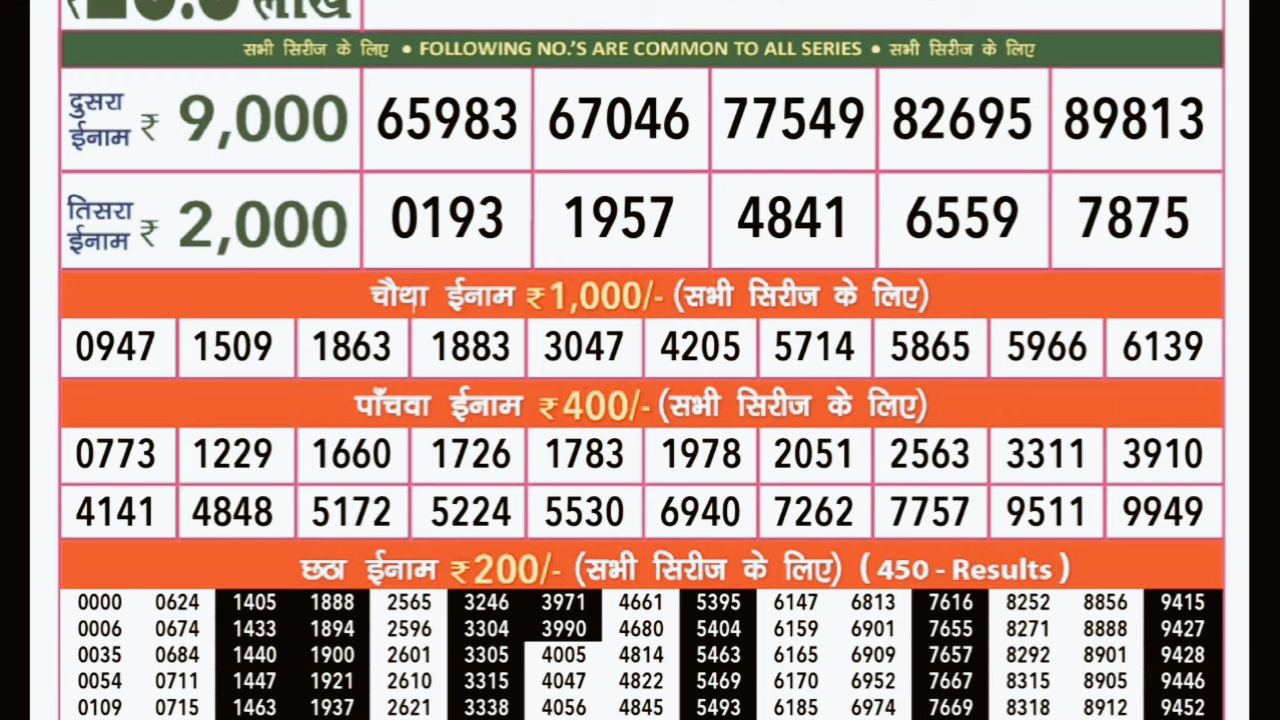 लाख
सभी सिरीज के लिए • FOLLOWING NO.'S ARE COMMON TO ALL SERIES • सभी सिरीज के लिए
दुसरा ईनाम ₹ 9,000 65983 67046 77549 82695 89813
तिसरा ईनाम ₹ 2,000 0193 1957 4841 6559 7875
चौथा ईनाम ₹1,000/- (सभी सिरीज के लिए)
0947 1509 1863 1883 3047 4205 5714 5865 5966 6139
पाँचवा ईनाम ₹400/- (सभी सिरीज के लिए)
0773 1229 1660 1726 1783 1978 2051 2563 3311 3910
4141 4848 5172 5224 5530 6940 7262 7757 9511 9949
छठा ईनाम ₹200/- (सभी सिरीज के लिए) ( 450 - Results )
0000 0624 1405 1888 2565 3246 3971 4661 5395 6147 6813 7616 8252 8856 9415
0006 0674 1433 1894 2596 3304 3990 4680 5404 6159 6901 7655 8271 8888 9427
0035 0684 1440 1900 2601 3305 4005 4814 5463 6165 6909 7657 8292 8901 9428
0054 0711 1447 1921 2610 3315 4047 4822 5469 6170 6952 7667 8315 8905 9446
0109 0715 1463 1937 2621 3338 4056 4845 5493 6185 6974 7669 8318 8912 9452